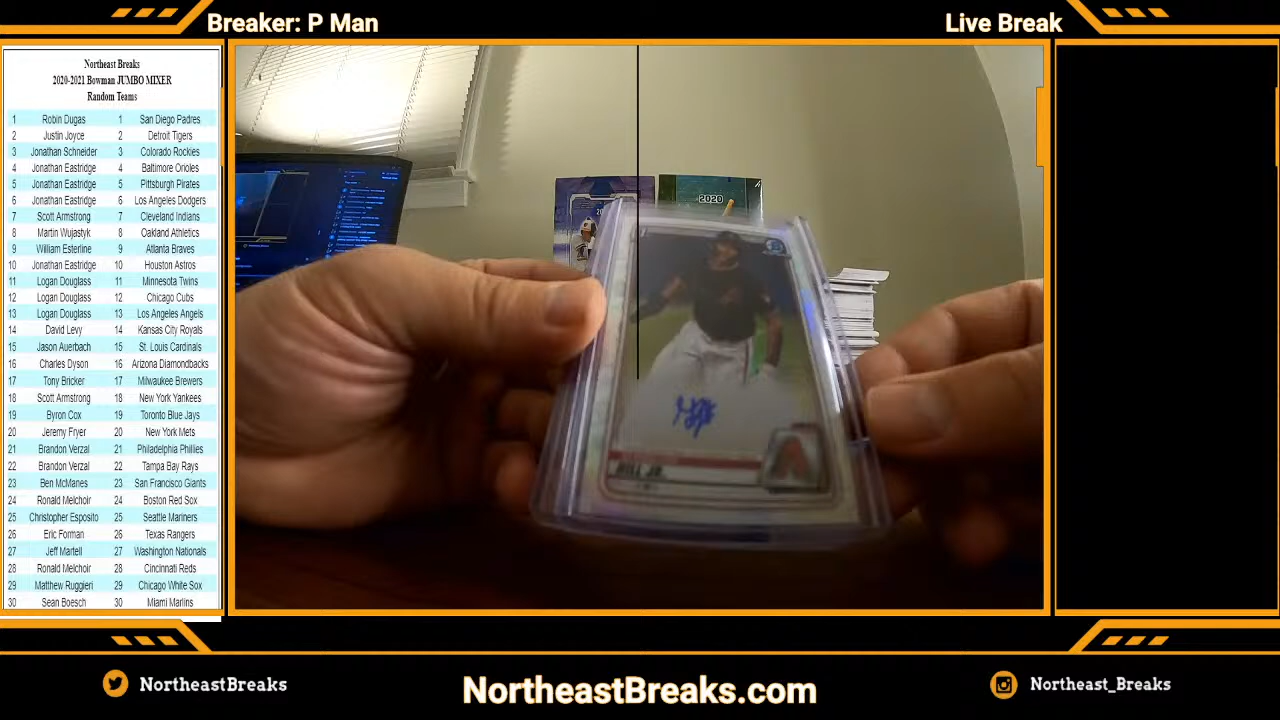 Breaker: P Man
Live Break
Northeast Breaks
2020-2021 Bowman JUMBO MIXER
Random Teams
1 Robin Dugas 1 San Diego Padres
2 Justin Joyce 2 Detroit Tigers
3 Jonathan Schneider 3 Colorado Rockies
4 Jonathan Eastridge 4 Baltimore Orioles
5 Jonathan Eastridge 5 Pittsburgh Pirates
6 Jonathan Eastridge 6 Los Angeles Dodgers
7 Scott Armstrong 7 Cleveland Indians
8 Martin Wujastyk 8 Oakland Athletics
9 William Esterline 9 Atlanta Braves
10 Jonathan Eastridge 10 Houston Astros
11 Logan Douglass 11 Minnesota Twins
12 Logan Douglass 12 Chicago Cubs
13 Logan Douglass 13 Los Angeles Angels
14 David Levy 14 Kansas City Royals
15 Jason Auerbach 15 St. Louis Cardinals
16 Charles Dyson 16 Arizona Diamondbacks
17 Tony Bricker 17 Milwaukee Brewers
18 Scott Armstrong 18 New York Yankees
19 Byron Cox 19 Toronto Blue Jays
20 Jeremy Fryer 20 New York Mets
21 Brandon Verzal 21 Philadelphia Phillies
22 Brandon Verzal 22 Tampa Bay Rays
23 Ben McManes 23 San Francisco Giants
24 Ronald Melchoir 24 Boston Red Sox
25 Christopher Esposito 25 Seattle Mariners
26 Eric Forman 26 Texas Rangers
27 Jeff Martell 27 Washington Nationals
28 Ronald Melchoir 28 Cincinnati Reds
29 Matthew Ruggieri 29 Chicago White Sox
30 Sean Boesch 30 Miami Marlins
2020
JR.
NortheastBreaks
NortheastBreaks.com
Northeast_Breaks